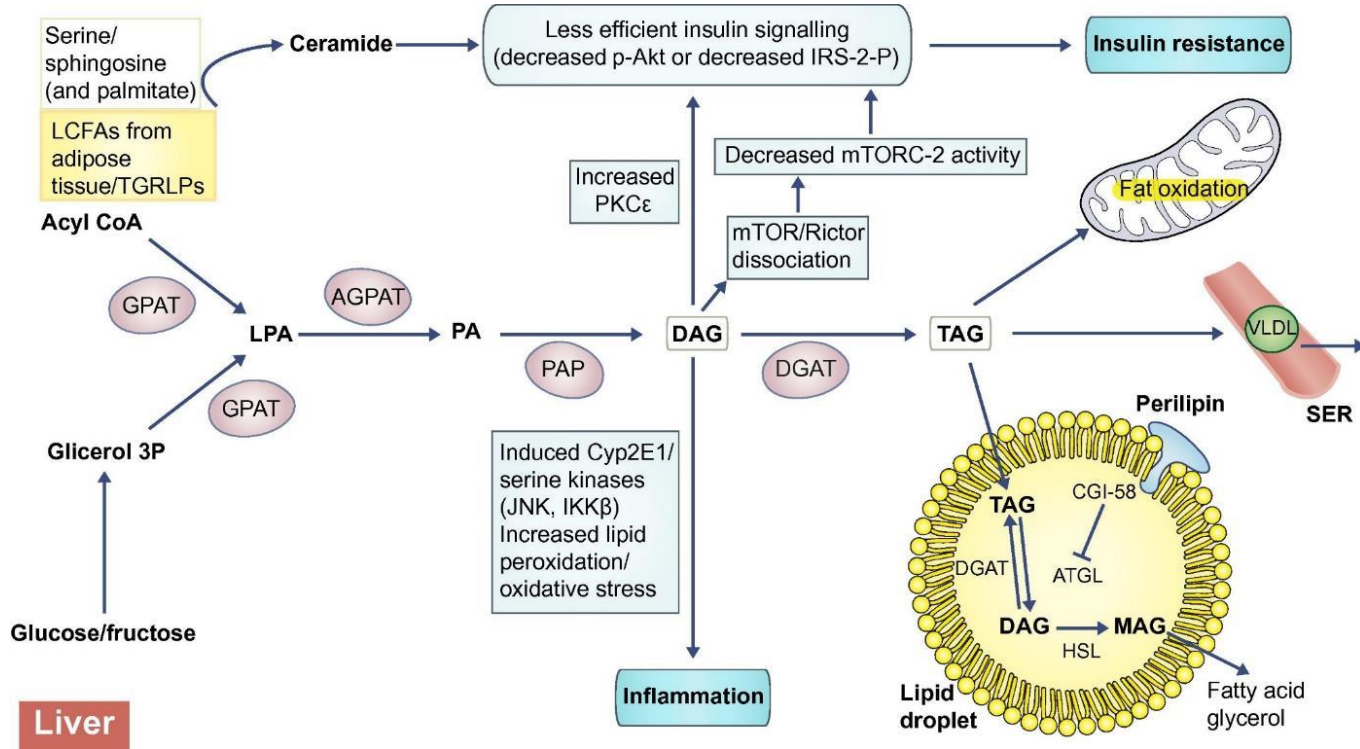 Serine/
sphingosine
(and palmitate)
LCFAs from
adipose
tissue/TGRLPs
Acyl CoA
Ceramide
Less efficient insulin signalling
(decreased p-Akt or decreased IRS-2-P)
Insulin resistance
Increased
PKCε
Decreased mTORC-2 activity
mTOR/Rictor
dissociation
Fat oxidation
GPAT
AGPAT
LPA
PA
DAG
TAG
VLDL
SER
GPAT
PAP
DGAT
Glicerol 3P
Glucose/fructose
Induced Cyp2E1/
serine kinases
(JNK, IKKβ)
Increased lipid
peroxidation/
oxidative stress
Inflammation
Perilipin
CGI-58
TAG
DGAT
ATGL
DAG
MAG
HSL
Lipid
droplet
Fatty acid
glycerol
Liver